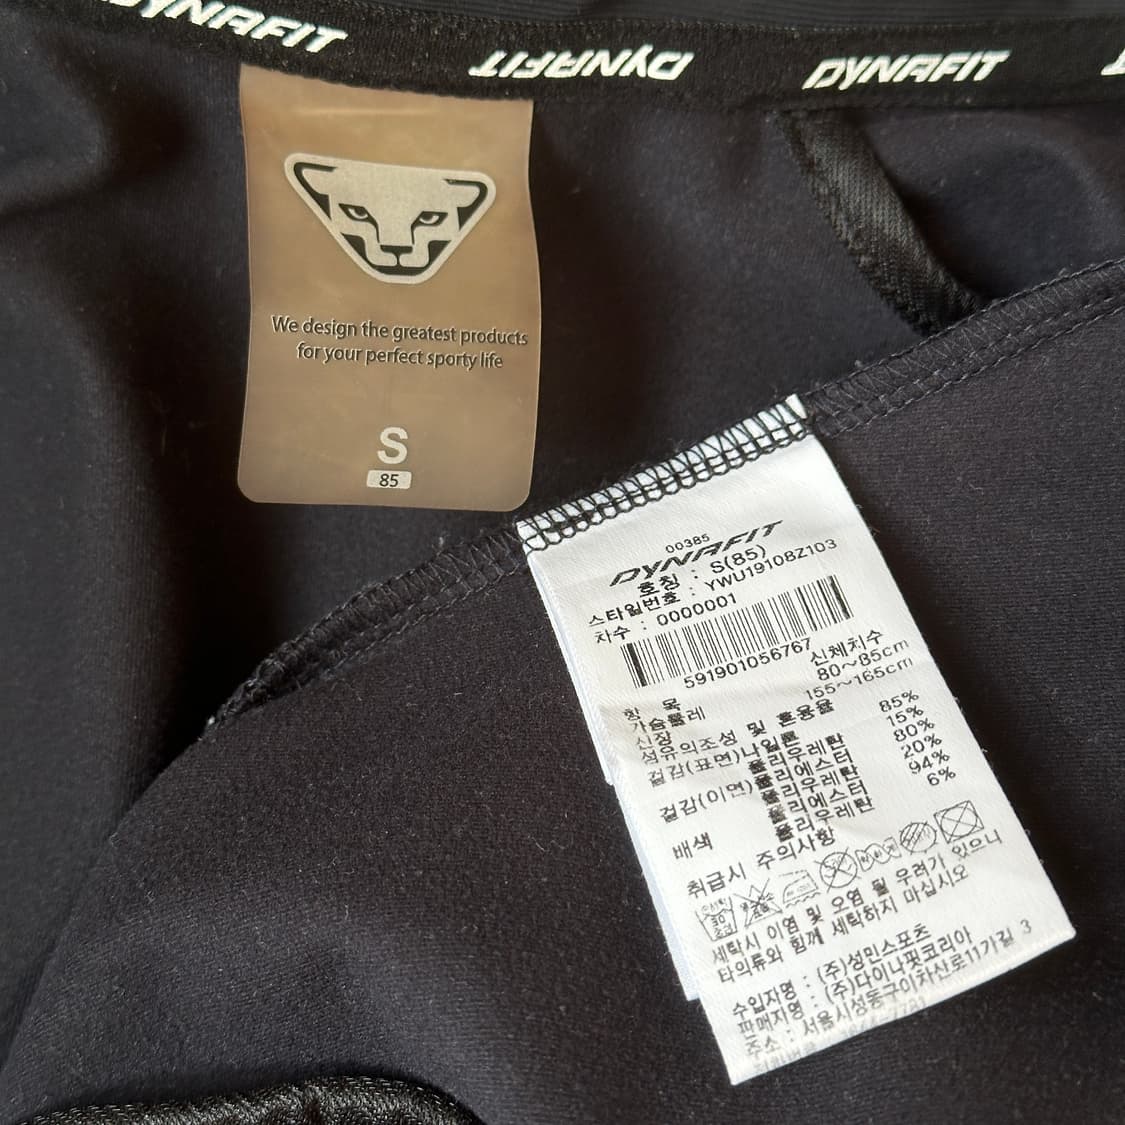 DYNAFIT
DYNAFIT
DYNAFIT
We design the greatest products
for your perfect sporty life
S
85
00385
DYNAFIT
호칭 : S(85)
스타일번호 : YWU19108Z103
차수 : 0000001
591901056767
항 목 신체치수
가슴둘레 80~85cm
신장 155~165cm
섬유의조성 및 혼용율
겉감(표면)나일론 85%
폴리우레탄 15%
겉감(이면)폴리에스터 80%
폴리우레탄 20%
배색 폴리에스터 94%
폴리우레탄 6%
취급시 주의사항
세탁시 이염 및 오염 될 우려가 있으니
타의류와 함께 세탁하지 마십시오
수입자명 : (주)성민스포츠
판매자명 : (주)다이나핏코리아
주소 : 서울시성동구이차산로11가길 3